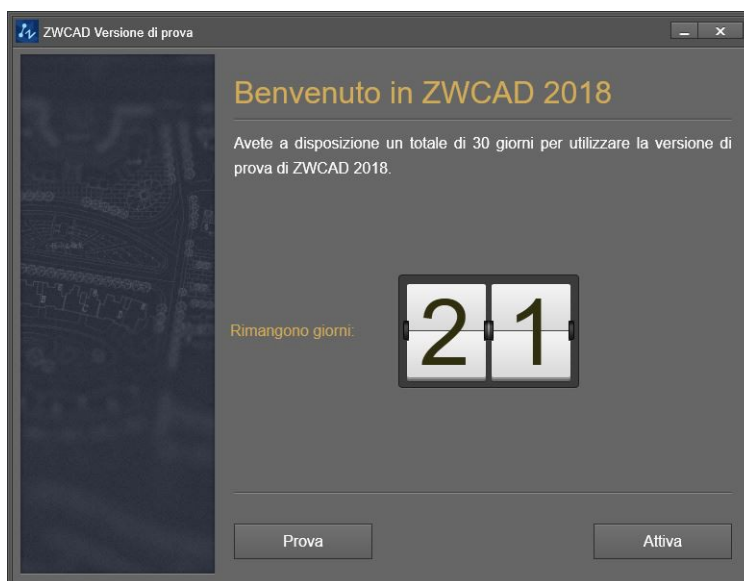 ZWCAD Versione di prova
Benvenuto in ZWCAD 2018
Avete a disposizione un totale di 30 giorni per utilizzare la versione di
prova di ZWCAD 2018.
Rimangono giorni: 21
Prova Attiva